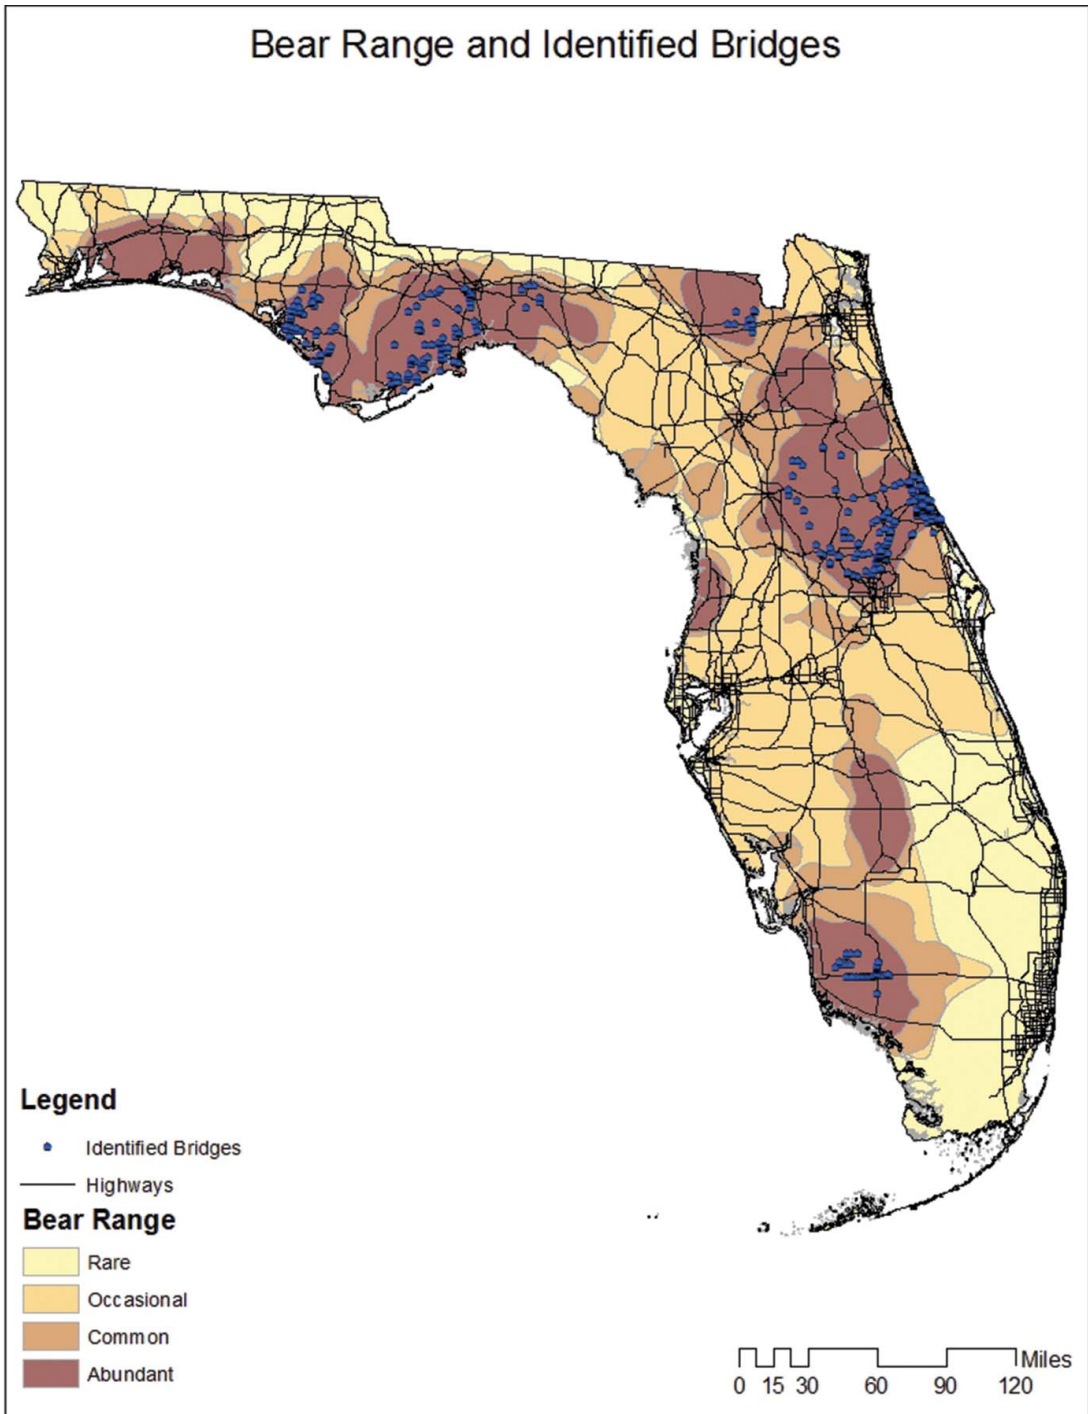 Bear Range and Identified Bridges
Legend
Identified Bridges
Highways
Bear Range
Rare
Occasional
Common
Abundant
Miles
0 15 30 60 90 120